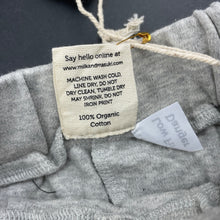 Say hello online at
www.milkandmasuki.com
MACHINE WASH COLD,
LINE DRY, DO NOT
DRY CLEAN, TUMBLE DRY
MAY SHRINK, DO NOT
IRON PRINT
100% Organic
Cotton